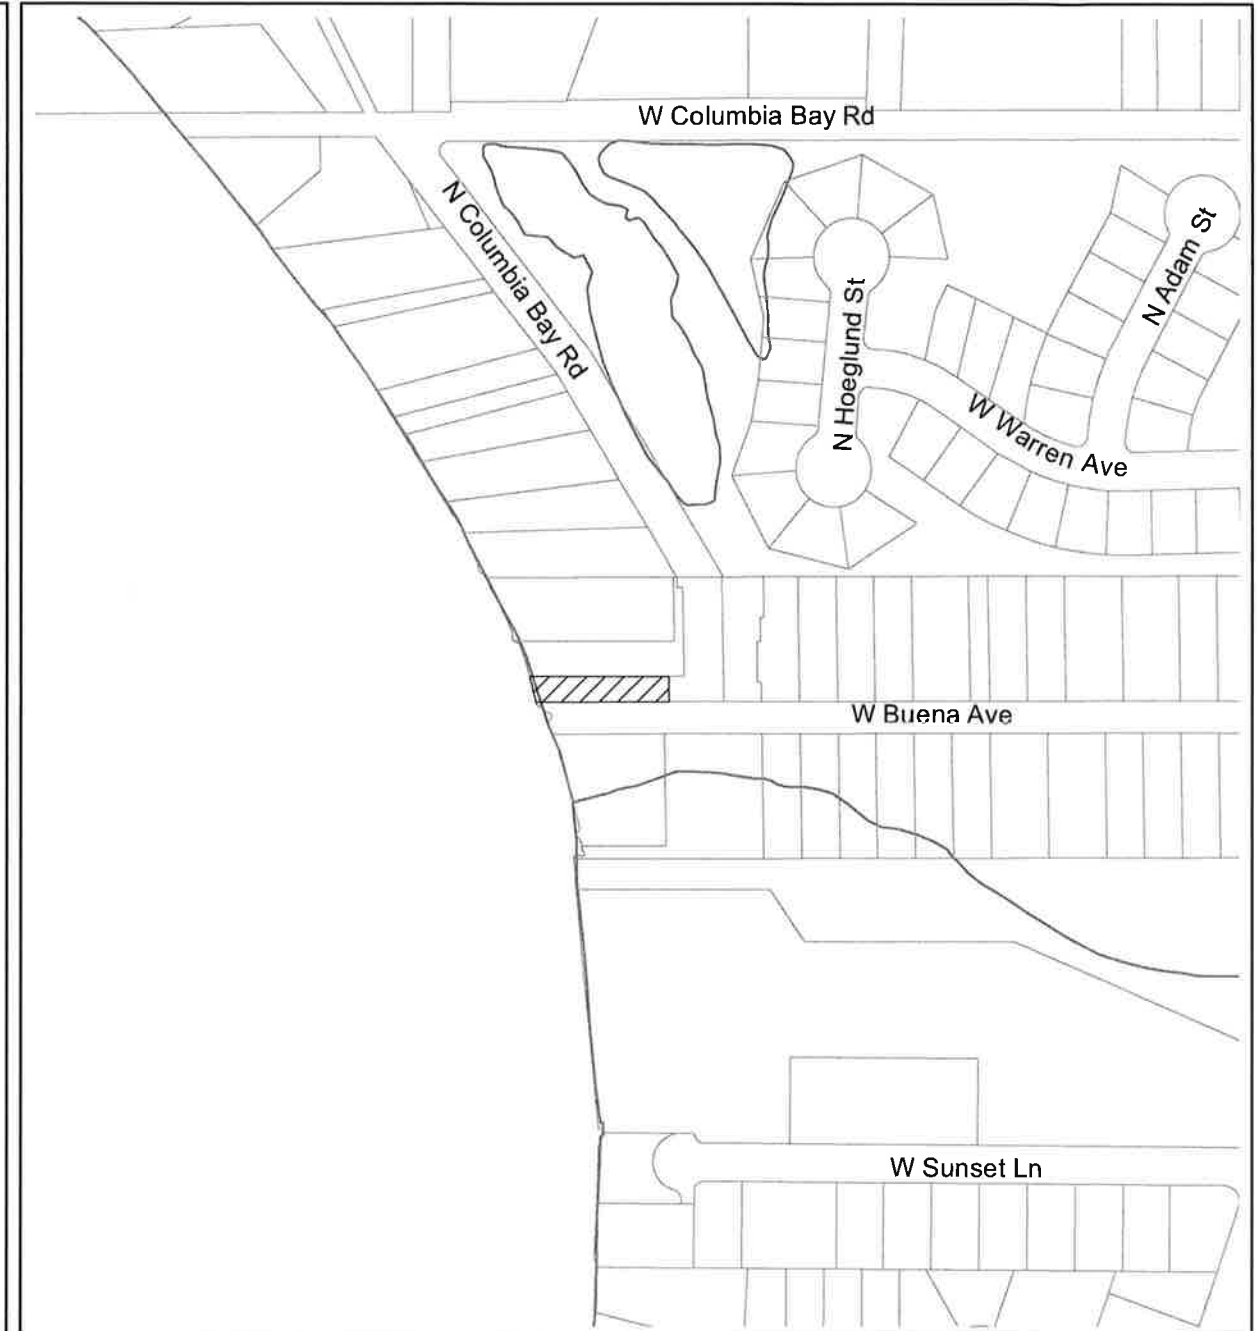 W Columbia Bay Rd
N Columbia Bay Rd
N Adam St
N Hoeglund St
W Warren Ave
W Buena Ave
W Sunset Ln